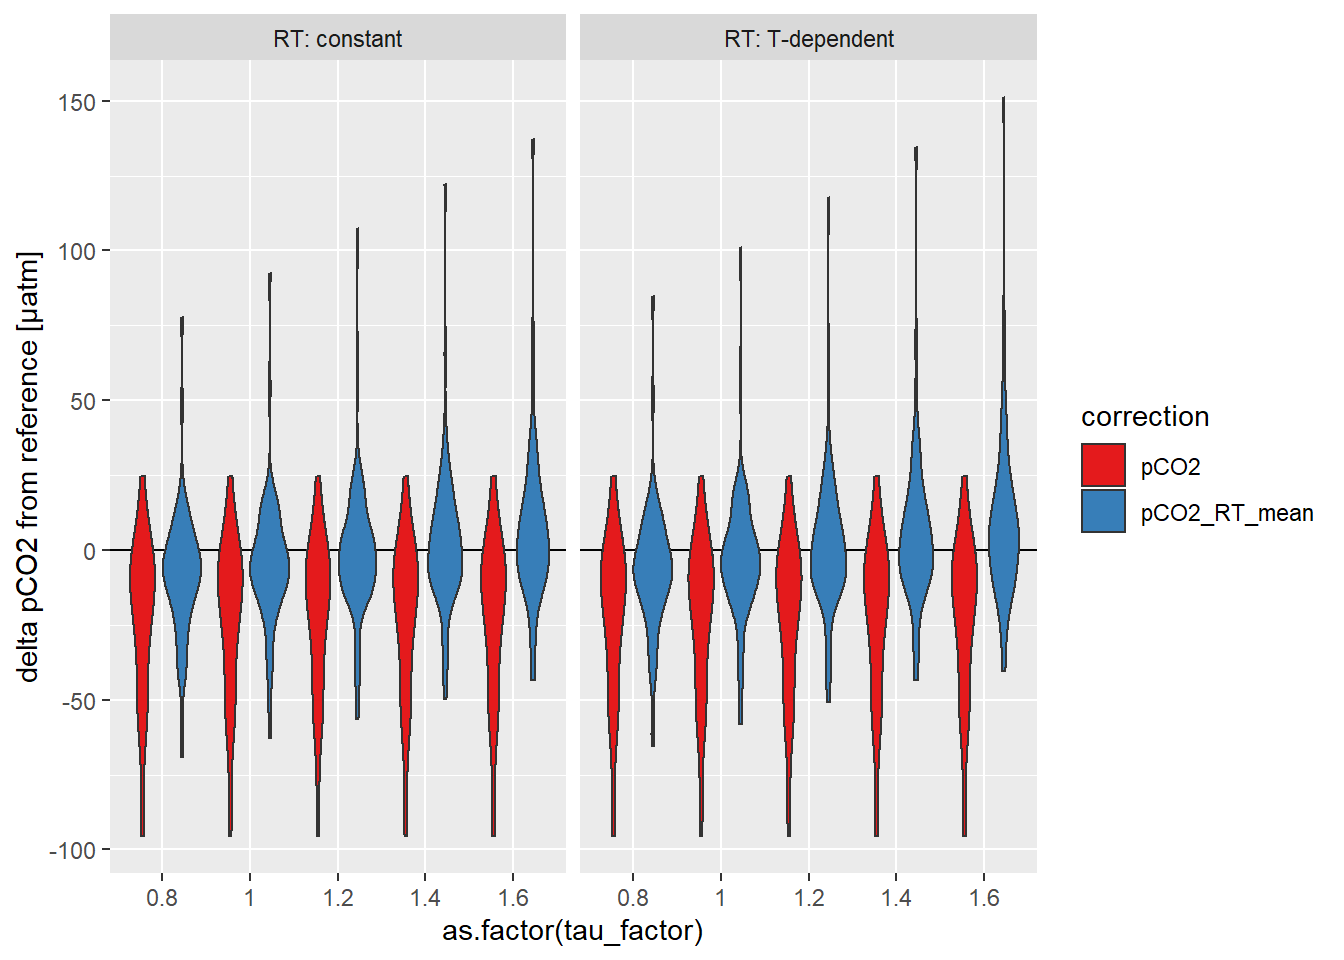 RT: constant
RT: T-dependent
150
100
50
0
-50
-100
delta pCO2 from reference [µatm]
0.8 1 1.2 1.4 1.6
0.8 1 1.2 1.4 1.6
as.factor(tau_factor)
correction
pCO2
pCO2_RT_mean